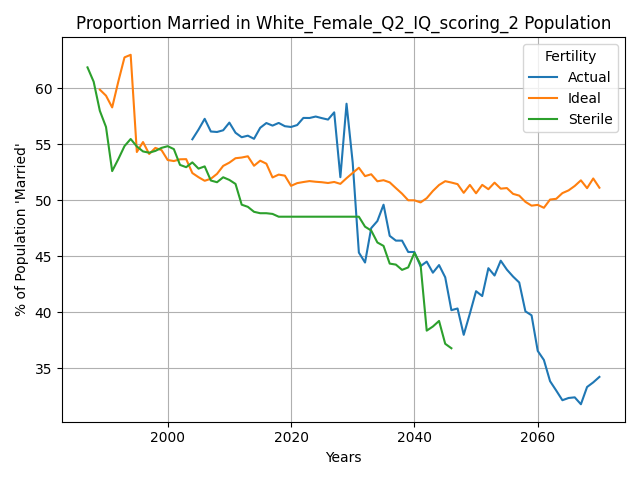 Proportion Married in White_Female_Q2_IQ_scoring_2 Population
% of Population 'Married'
60
55
50
45
40
35
2000
2020
2040
2060
Years
Fertility
Actual
Ideal
Sterile